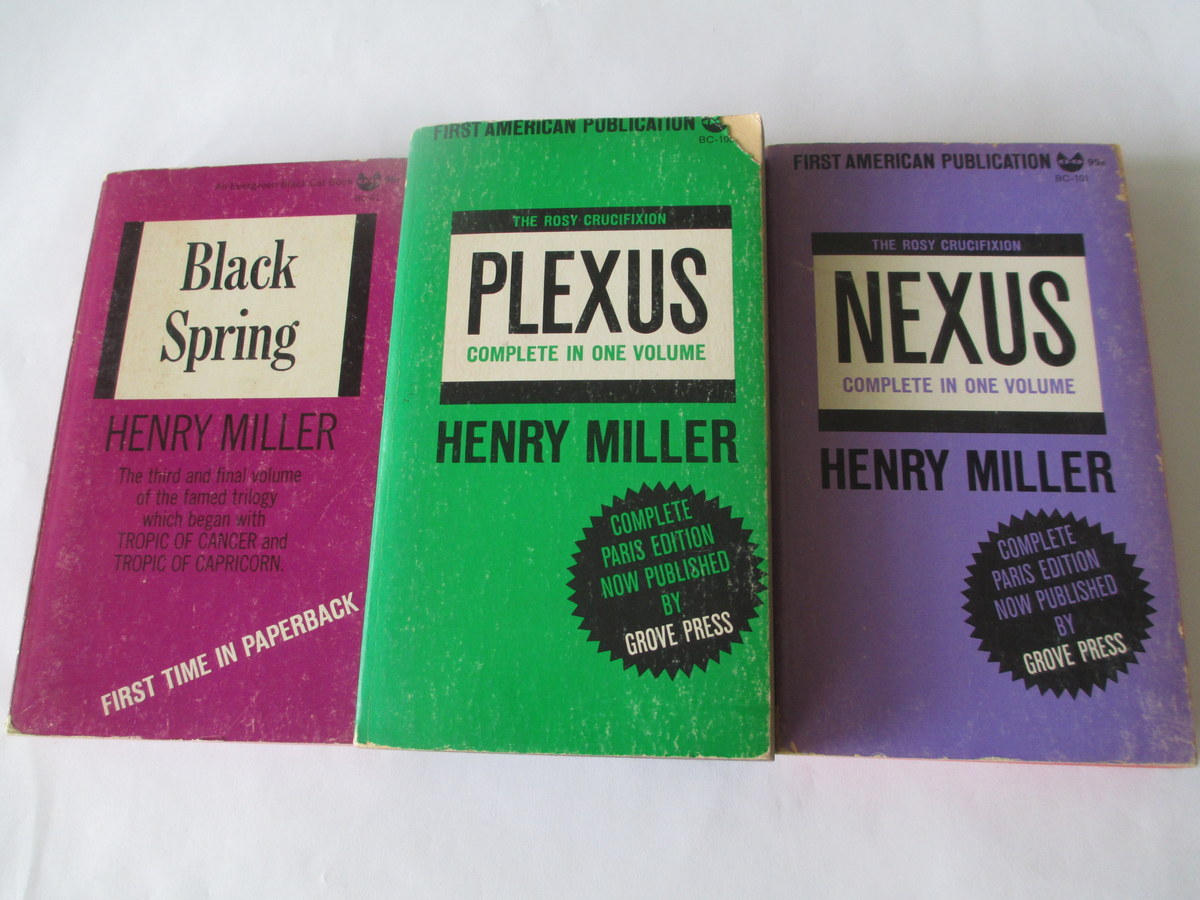 An Evergreen Black Cat Book
Black
Spring
HENRY MILLER
The third and final volume
of the famed trilogy
which began with
TROPIC OF CANCER and
TROPIC OF CAPRICORN.
FIRST TIME IN PAPERBACK
FIRST AMERICAN PUBLICATION
THE ROSY CRUCIFIXION
PLEXUS
COMPLETE IN ONE VOLUME
HENRY MILLER
COMPLETE
PARIS EDITION
NOW PUBLISHED
BY
GROVE PRESS
FIRST AMERICAN PUBLICATION 95¢
BC-101
THE ROSY CRUCIFIXION
NEXUS
COMPLETE IN ONE VOLUME
HENRY MILLER
COMPLETE
PARIS EDITION
NOW PUBLISHED
BY
GROVE PRESS